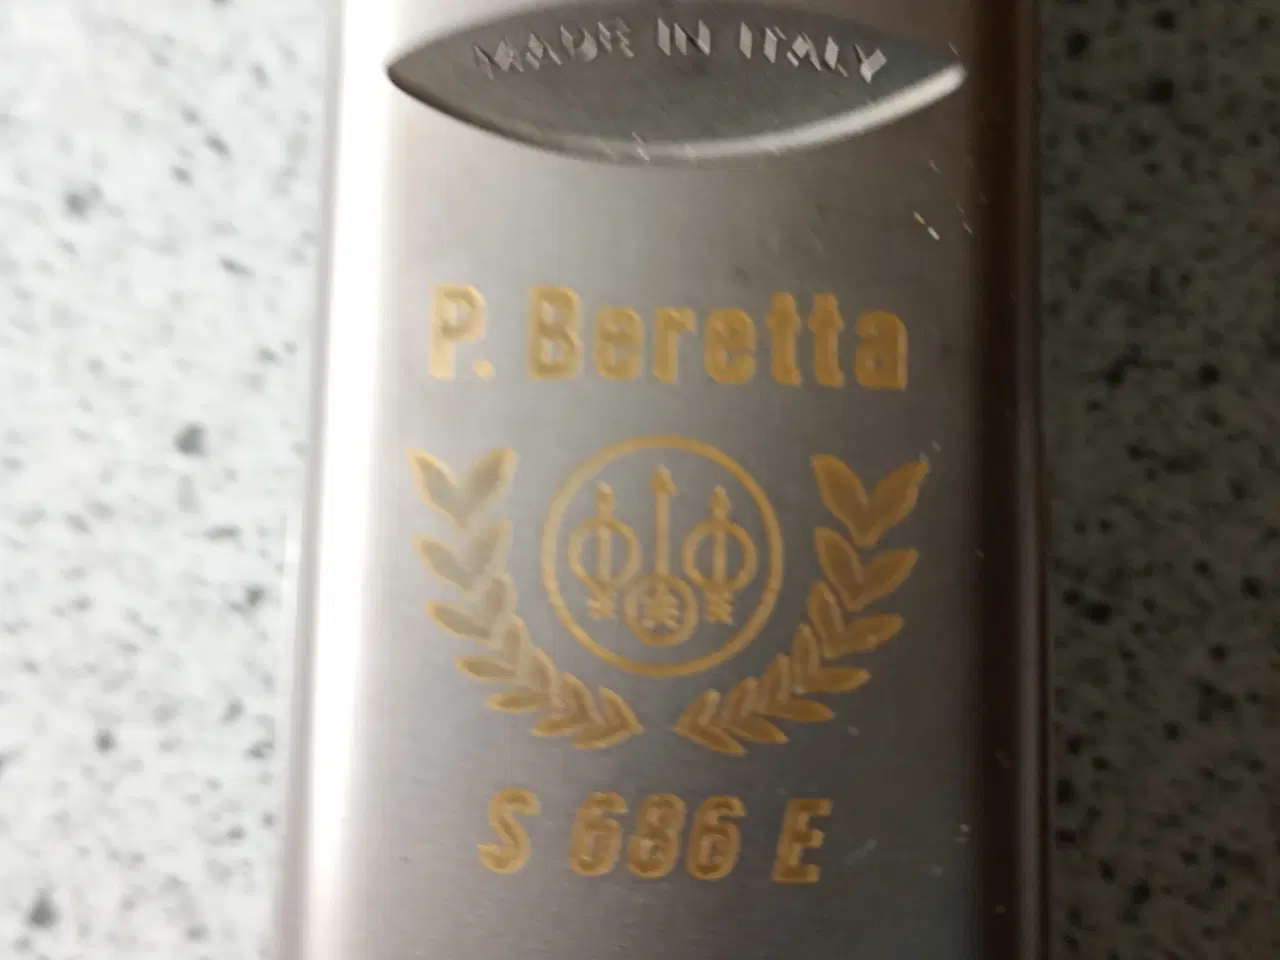 MADE IN ITALY
P. Beretta
S 686 E